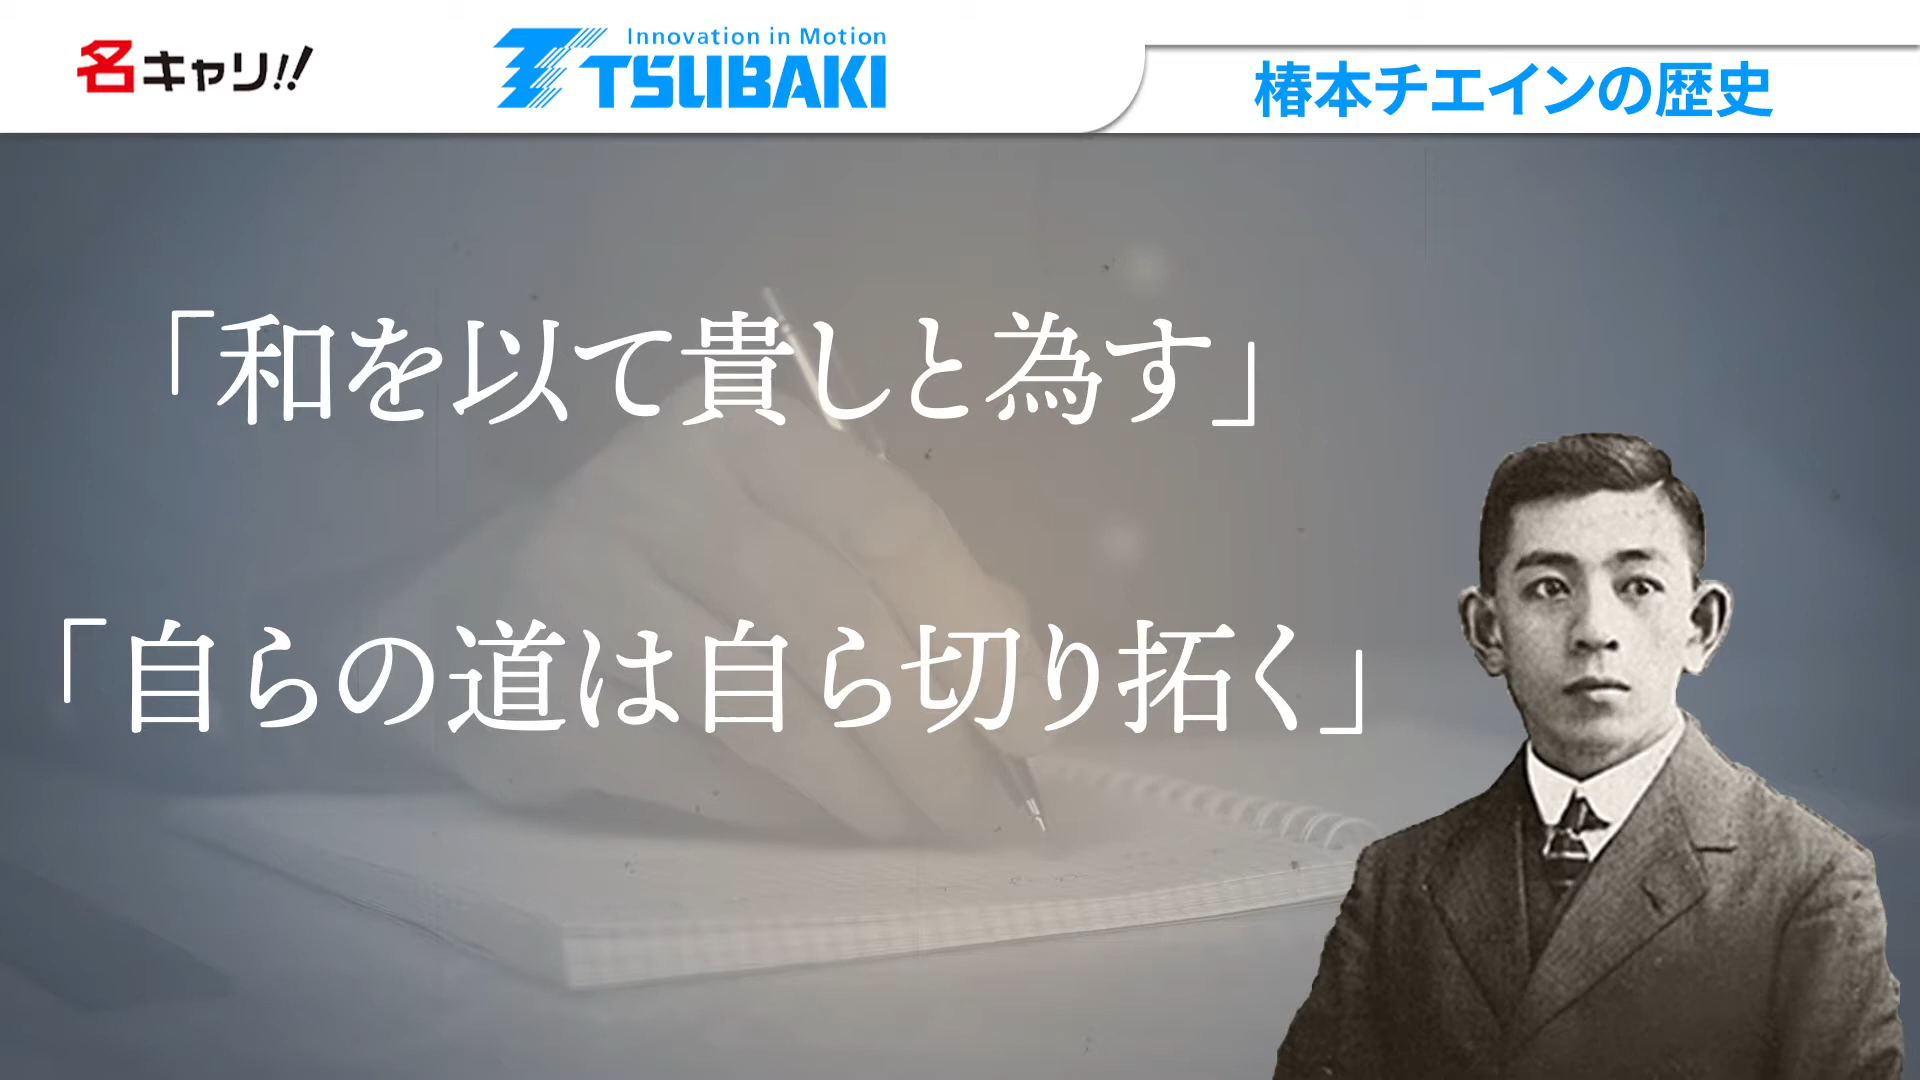 名キャリ!!
Innovation in Motion
TSUBAKI
椿本チエインの歴史
「和を以て貴しと為す」
「自らの道は自ら切り拓く」